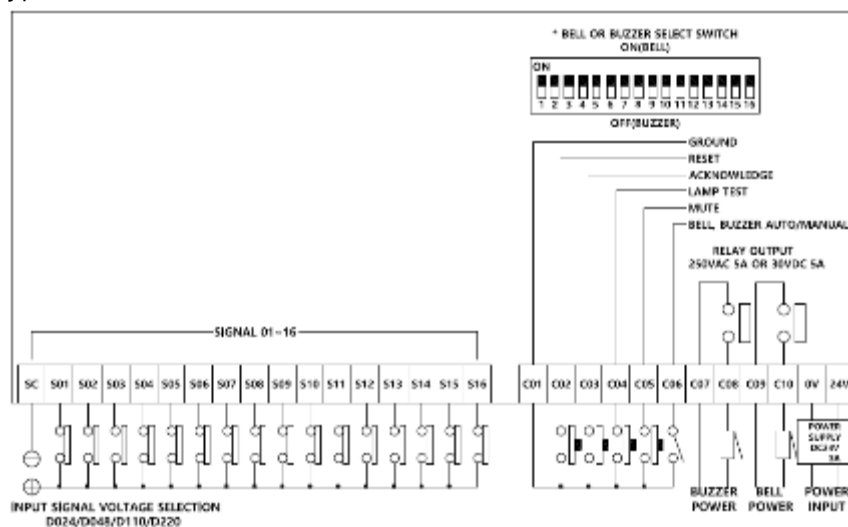 * BELL OR BUZZER SELECT SWITCH
ON(BELL)
ON
1 2 3 4 5 6 7 8 9 10 11 12 13 14 15 16
OFF(BUZZER)
GROUND
RESET
ACKNOWLEDGE
LAMP TEST
MUTE
BELL, BUZZER AUTO/MANUAL
RELAY OUTPUT
250VAC 5A OR 30VDC 5A
SIGNAL 01~16
SC S01 S02 S03 S04 S05 S06 S07 S08 S09 S10 S11 S12 S13 S14 S15 S16 C01 C02 C03 C04 C05 C06 C07 C08 C09 C10 0V 24V
POWER
SUPPLY
DC24V
3A
INPUT SIGNAL VOLTAGE SELECTION
D024/D048/D110/D220
BUZZER
POWER
BELL
POWER
POWER
INPUT